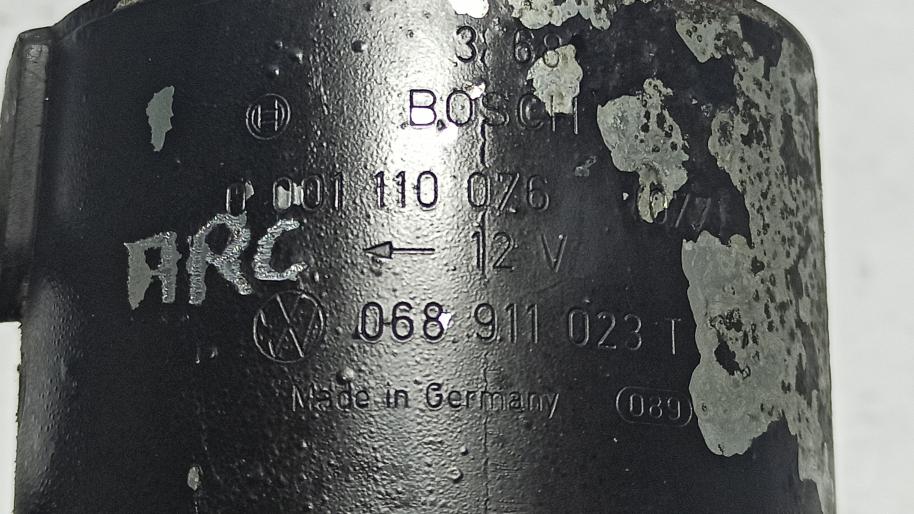 3 68
BOSCH
0 001 110 076
ARC
← 12 V
068 911 023 T
Made in Germany
089